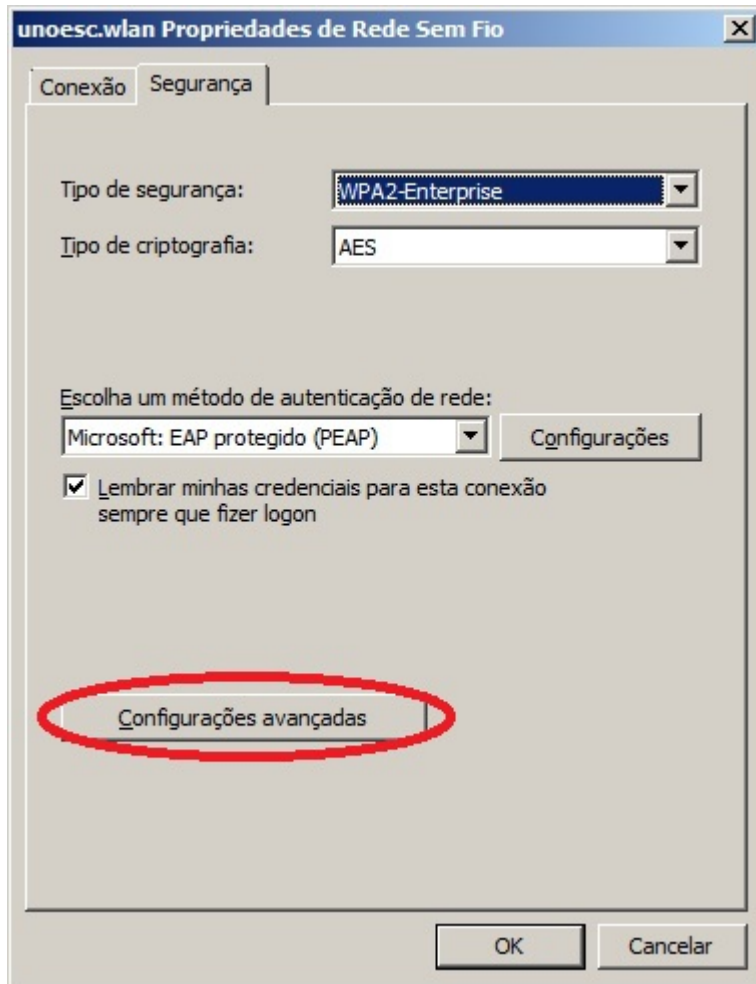 unoesc.wlan Propriedades de Rede Sem Fio
Conexão
Segurança
Tipo de segurança:
WPA2-Enterprise
Tipo de criptografia:
AES
Escolha um método de autenticação de rede:
Microsoft: EAP protegido (PEAP)
Configurações
Lembrar minhas credenciais para esta conexão
sempre que fizer logon
Configurações avançadas
OK
Cancelar